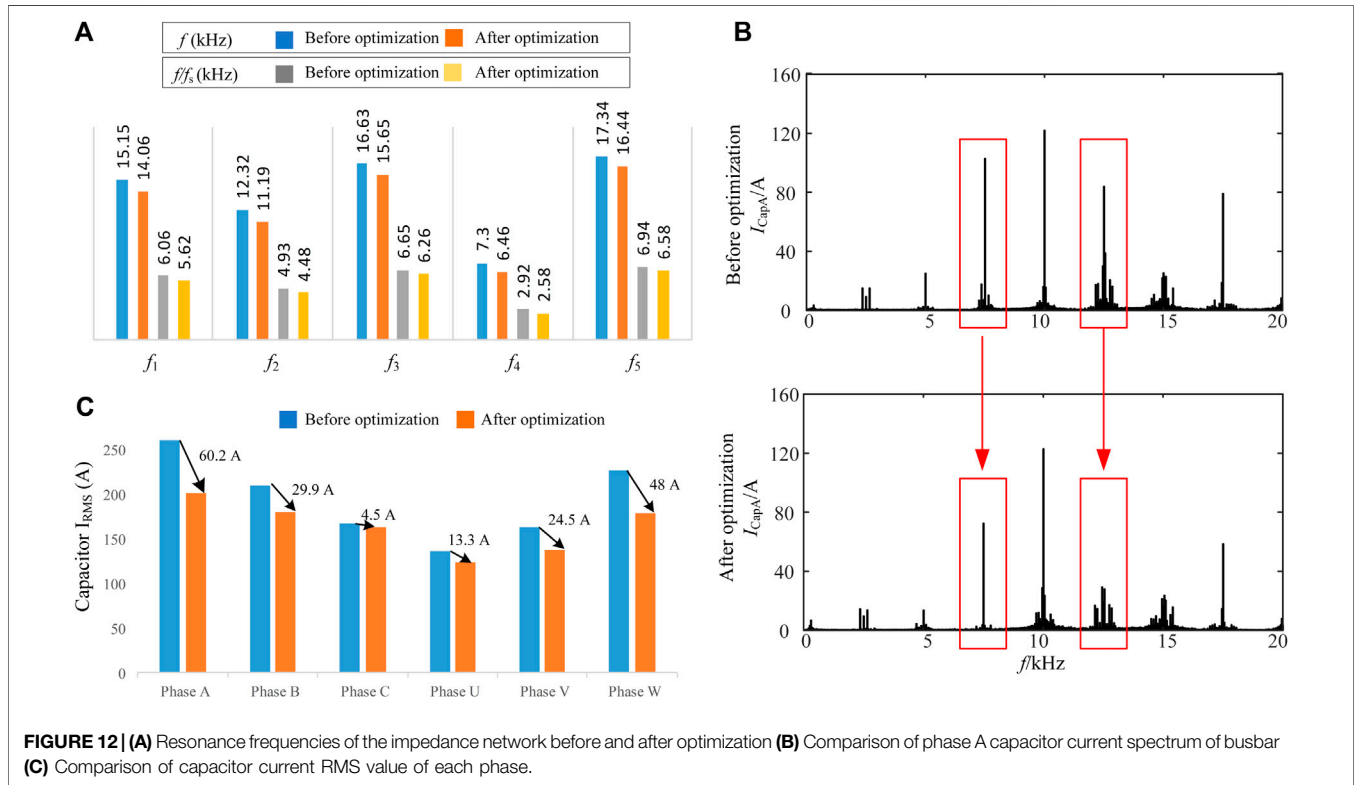 A
f (kHz) Before optimization After optimization
f/fs (kHz) Before optimization After optimization
15.15 14.06 6.06 5.62
12.32 11.19 4.93 4.48
16.63 15.65 6.65 6.26
7.3 6.46 2.92 2.58
17.34 16.44 6.94 6.58
f1 f2 f3 f4 f5
B
Before optimization
ICapA/A
160
120
80
40
0
0 5 10 15 20
After optimization
ICapA/A
160
120
80
40
0
0 5 10 15 20
f/kHz
C
Before optimization After optimization
Capacitor IRMS (A)
250
200
150
100
50
0
60.2 A
29.9 A
4.5 A
13.3 A
24.5 A
48 A
Phase A Phase B Phase C Phase U Phase V Phase W
FIGURE 12 | (A) Resonance frequencies of the impedance network before and after optimization (B) Comparison of phase A capacitor current spectrum of busbar
(C) Comparison of capacitor current RMS value of each phase.